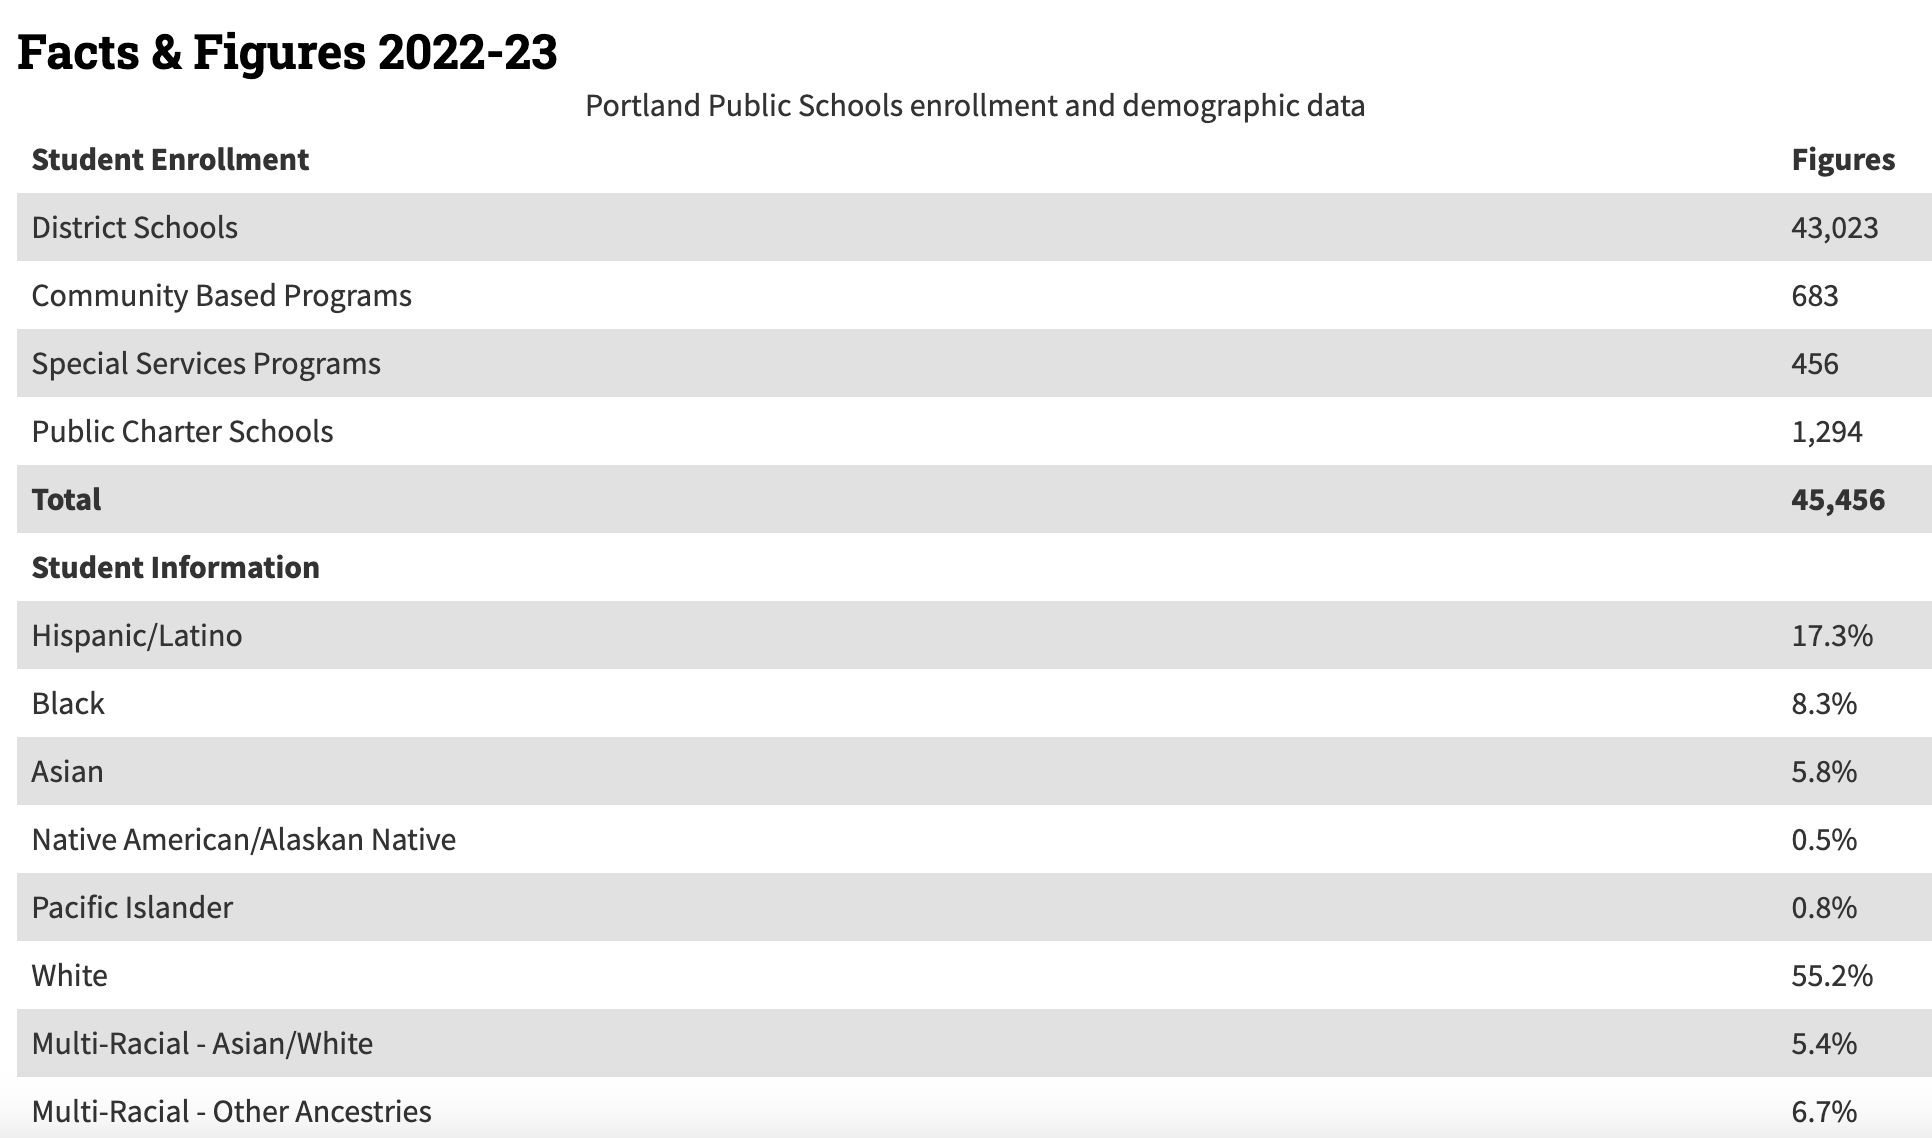 Facts & Figures 2022-23
Portland Public Schools enrollment and demographic data
Student Enrollment Figures
District Schools 43,023
Community Based Programs 683
Special Services Programs 456
Public Charter Schools 1,294
Total 45,456
Student Information
Hispanic/Latino 17.3%
Black 8.3%
Asian 5.8%
Native American/Alaskan Native 0.5%
Pacific Islander 0.8%
White 55.2%
Multi-Racial - Asian/White 5.4%
Multi-Racial - Other Ancestries 6.7%